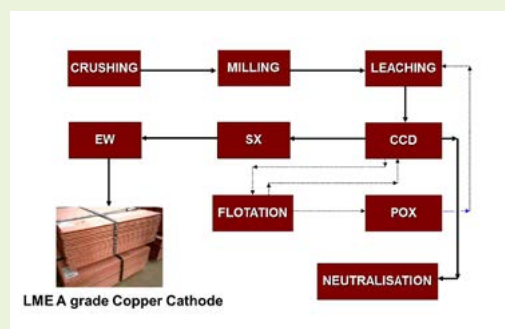 CRUSHING
MILLING
LEACHING
EW
SX
CCD
FLOTATION
POX
NEUTRALISATION
LME A grade Copper Cathode